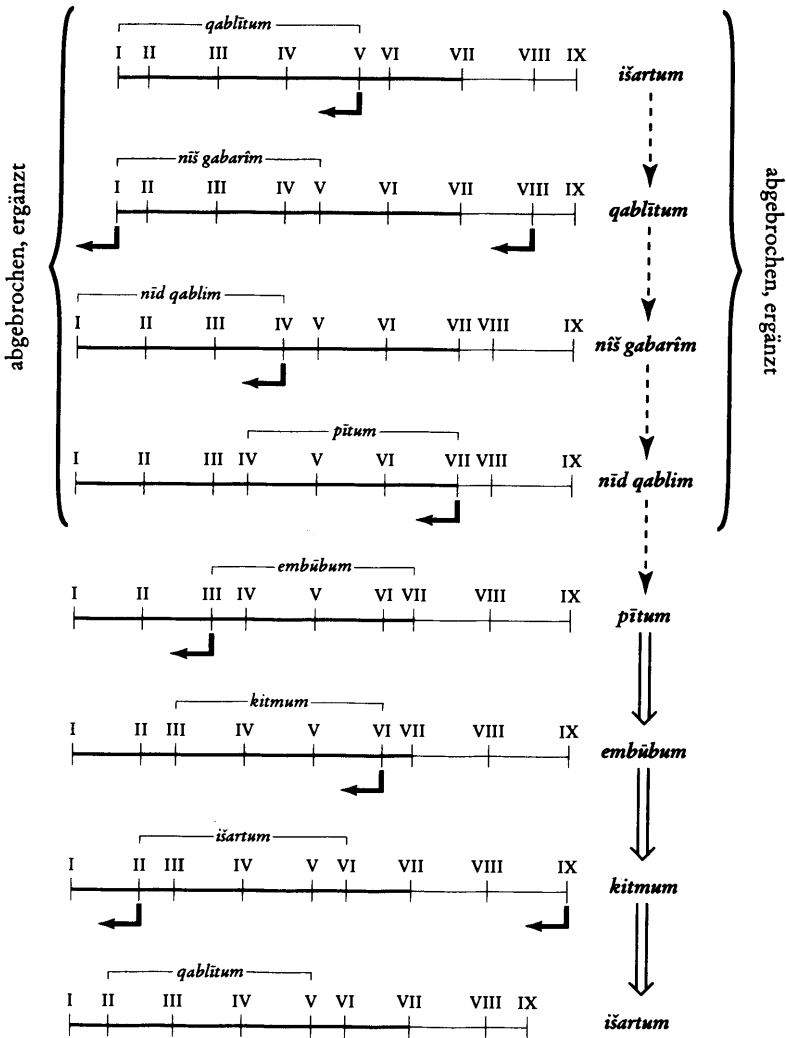 qablītum
I II III IV V VI VII VIII IX
išartum
nīš gabarîm
I II III IV V VI VII VIII IX
qablītum
nīd qablim
I II III IV V VI VII VIII IX
nîš gabarîm
pītum
I II III IV V VI VII VIII IX
nīd qablim
abgebrochen, ergänzt
abgebrochen, ergänzt
embūbum
I II III IV V VI VII VIII IX
pītum
kitmum
I II III IV V VI VII VIII IX
embūbum
išartum
I II III IV V VI VII VIII IX
kitmum
qablītum
I II III IV V VI VII VIII IX
išartum